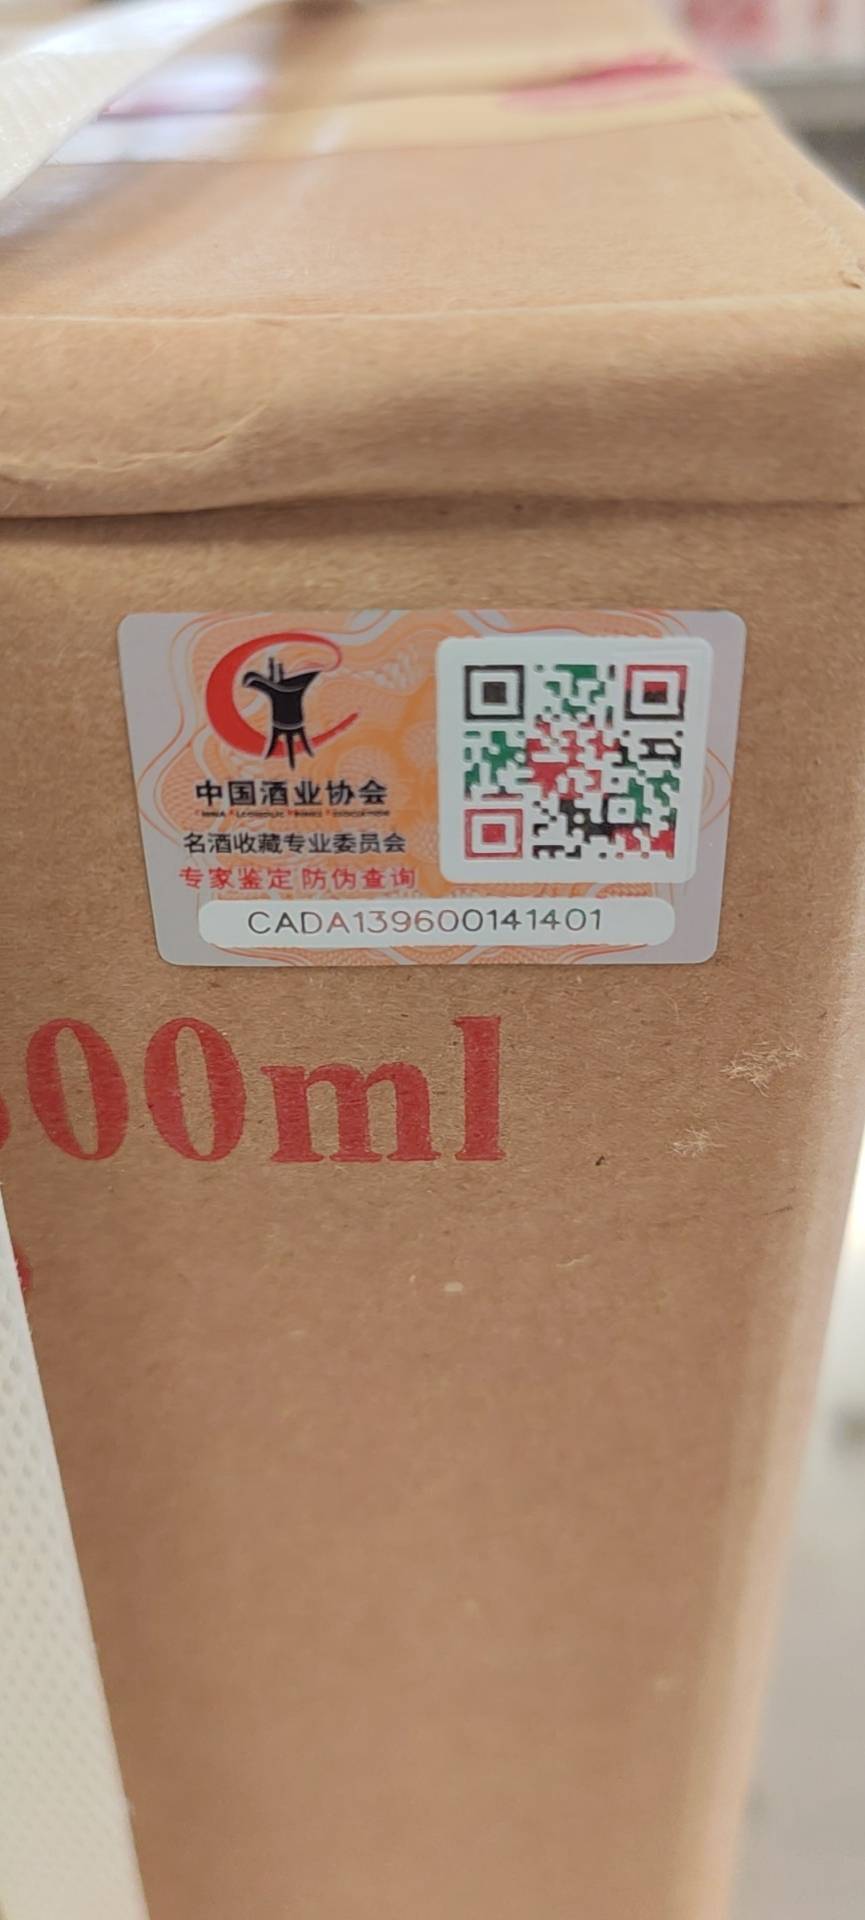 中国酒业协会
名酒收藏专业委员会
专家鉴定 防伪查询
CADA139600141401
00ml